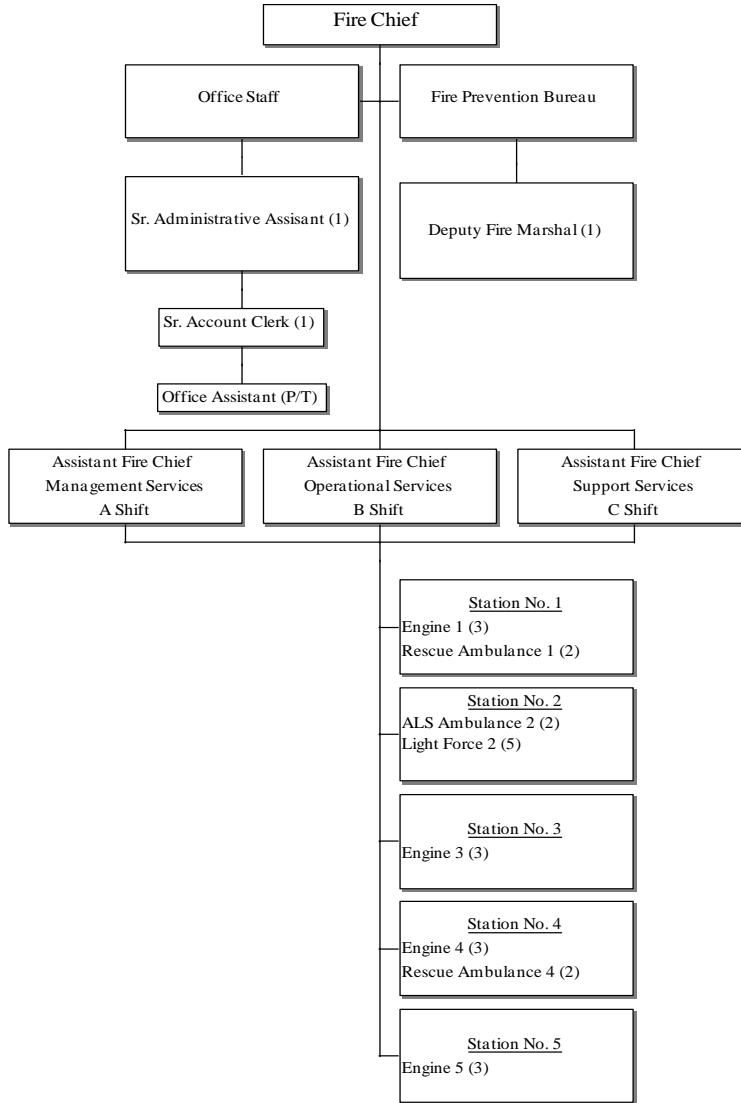 Fire Chief
Office Staff
Fire Prevention Bureau
Sr. Administrative Assisant (1)
Deputy Fire Marshal (1)
Sr. Account Clerk (1)
Office Assistant (P/T)
Assistant Fire Chief
Management Services
A Shift
Assistant Fire Chief
Operational Services
B Shift
Assistant Fire Chief
Support Services
C Shift
Station No. 1
Engine 1 (3)
Rescue Ambulance 1 (2)
Station No. 2
ALS Ambulance 2 (2)
Light Force 2 (5)
Station No. 3
Engine 3 (3)
Station No. 4
Engine 4 (3)
Rescue Ambulance 4 (2)
Station No. 5
Engine 5 (3)